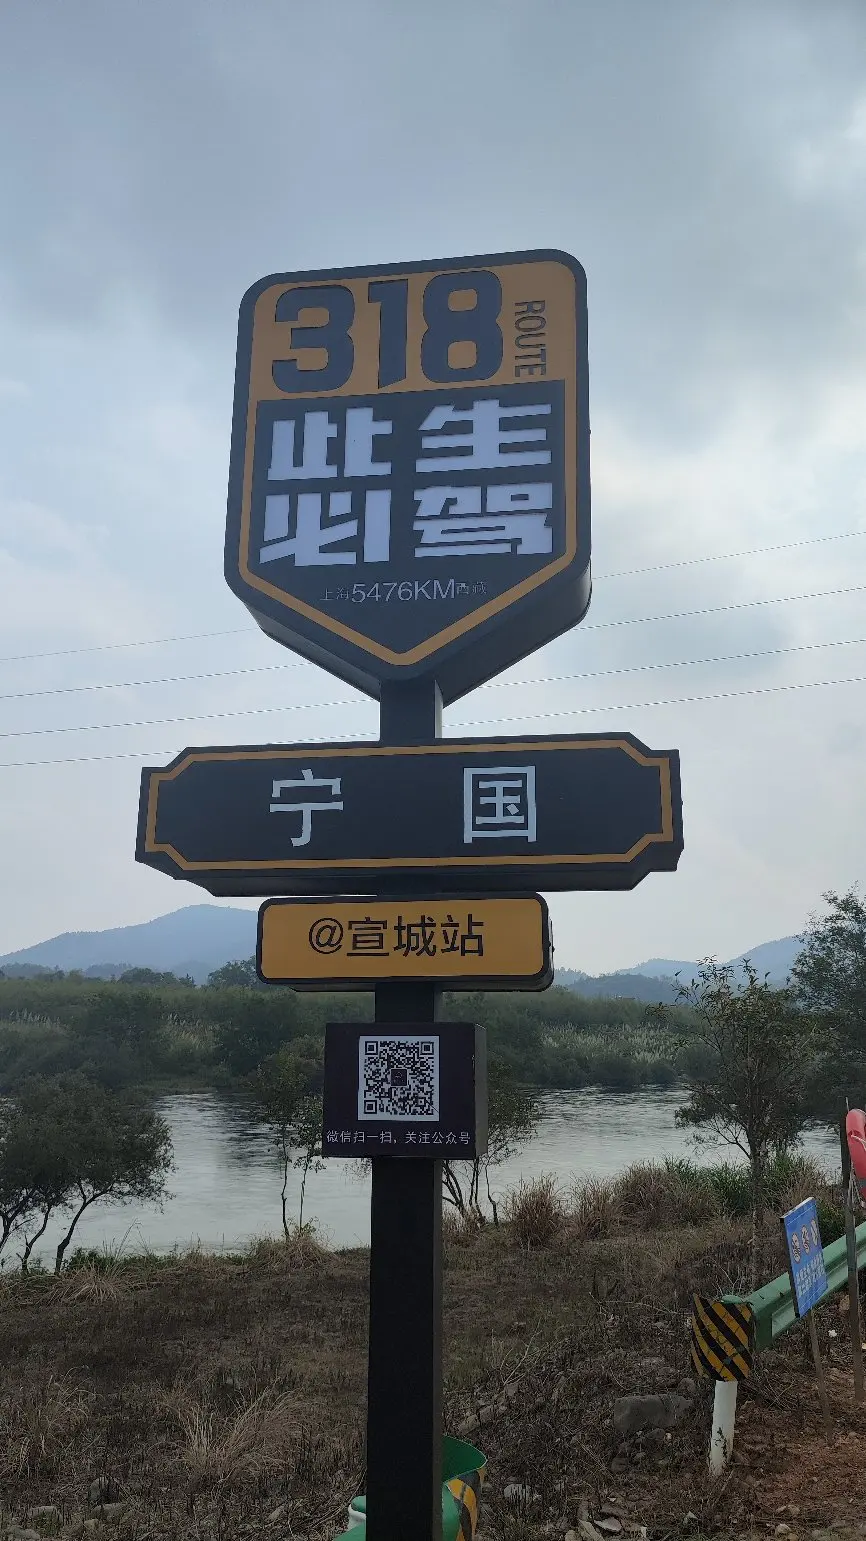 318 ROUTE
此生
必驾
上海5476KM西藏
宁国
@宣城站
微信扫一扫，关注公众号